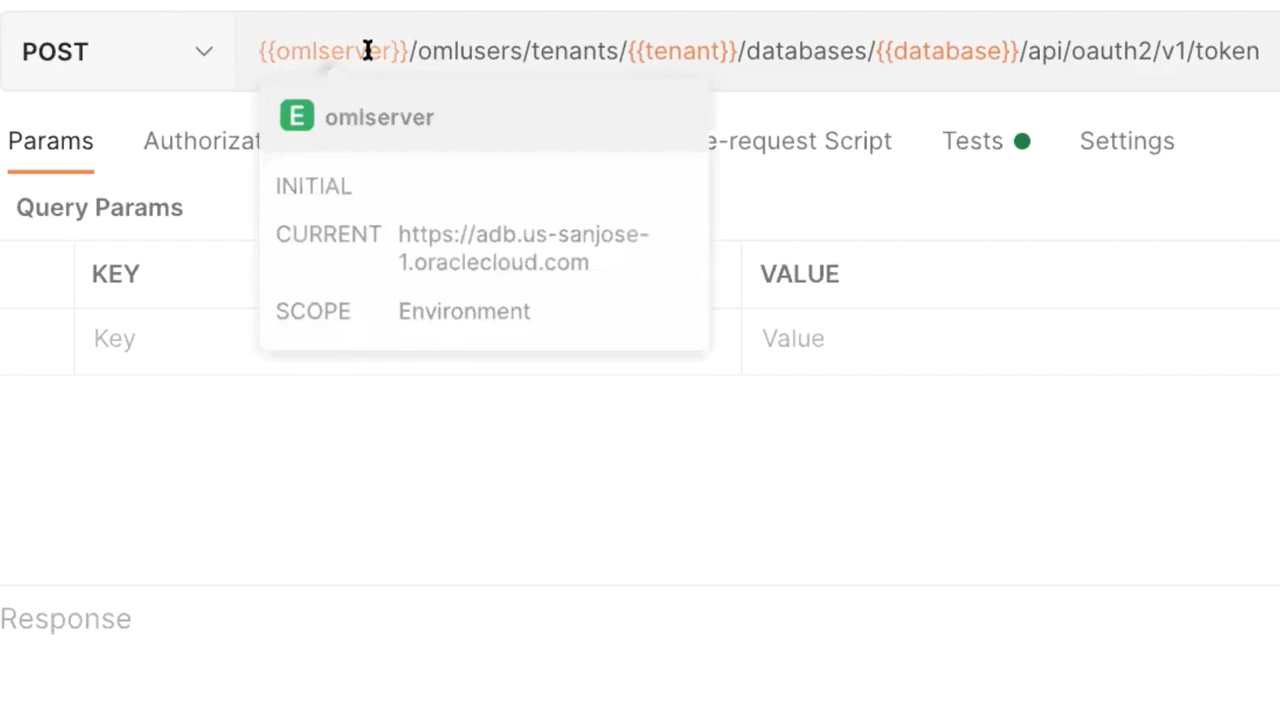 POST
{{omlserver}}/omlusers/tenants/{{tenant}}/databases/{{database}}/api/oauth2/v1/token
E omlserver
Params Authorizat e-request Script Tests Settings
INITIAL
Query Params
CURRENT https://adb.us-sanjose-
1.oraclecloud.com
KEY VALUE
SCOPE Environment
Key Value
Response